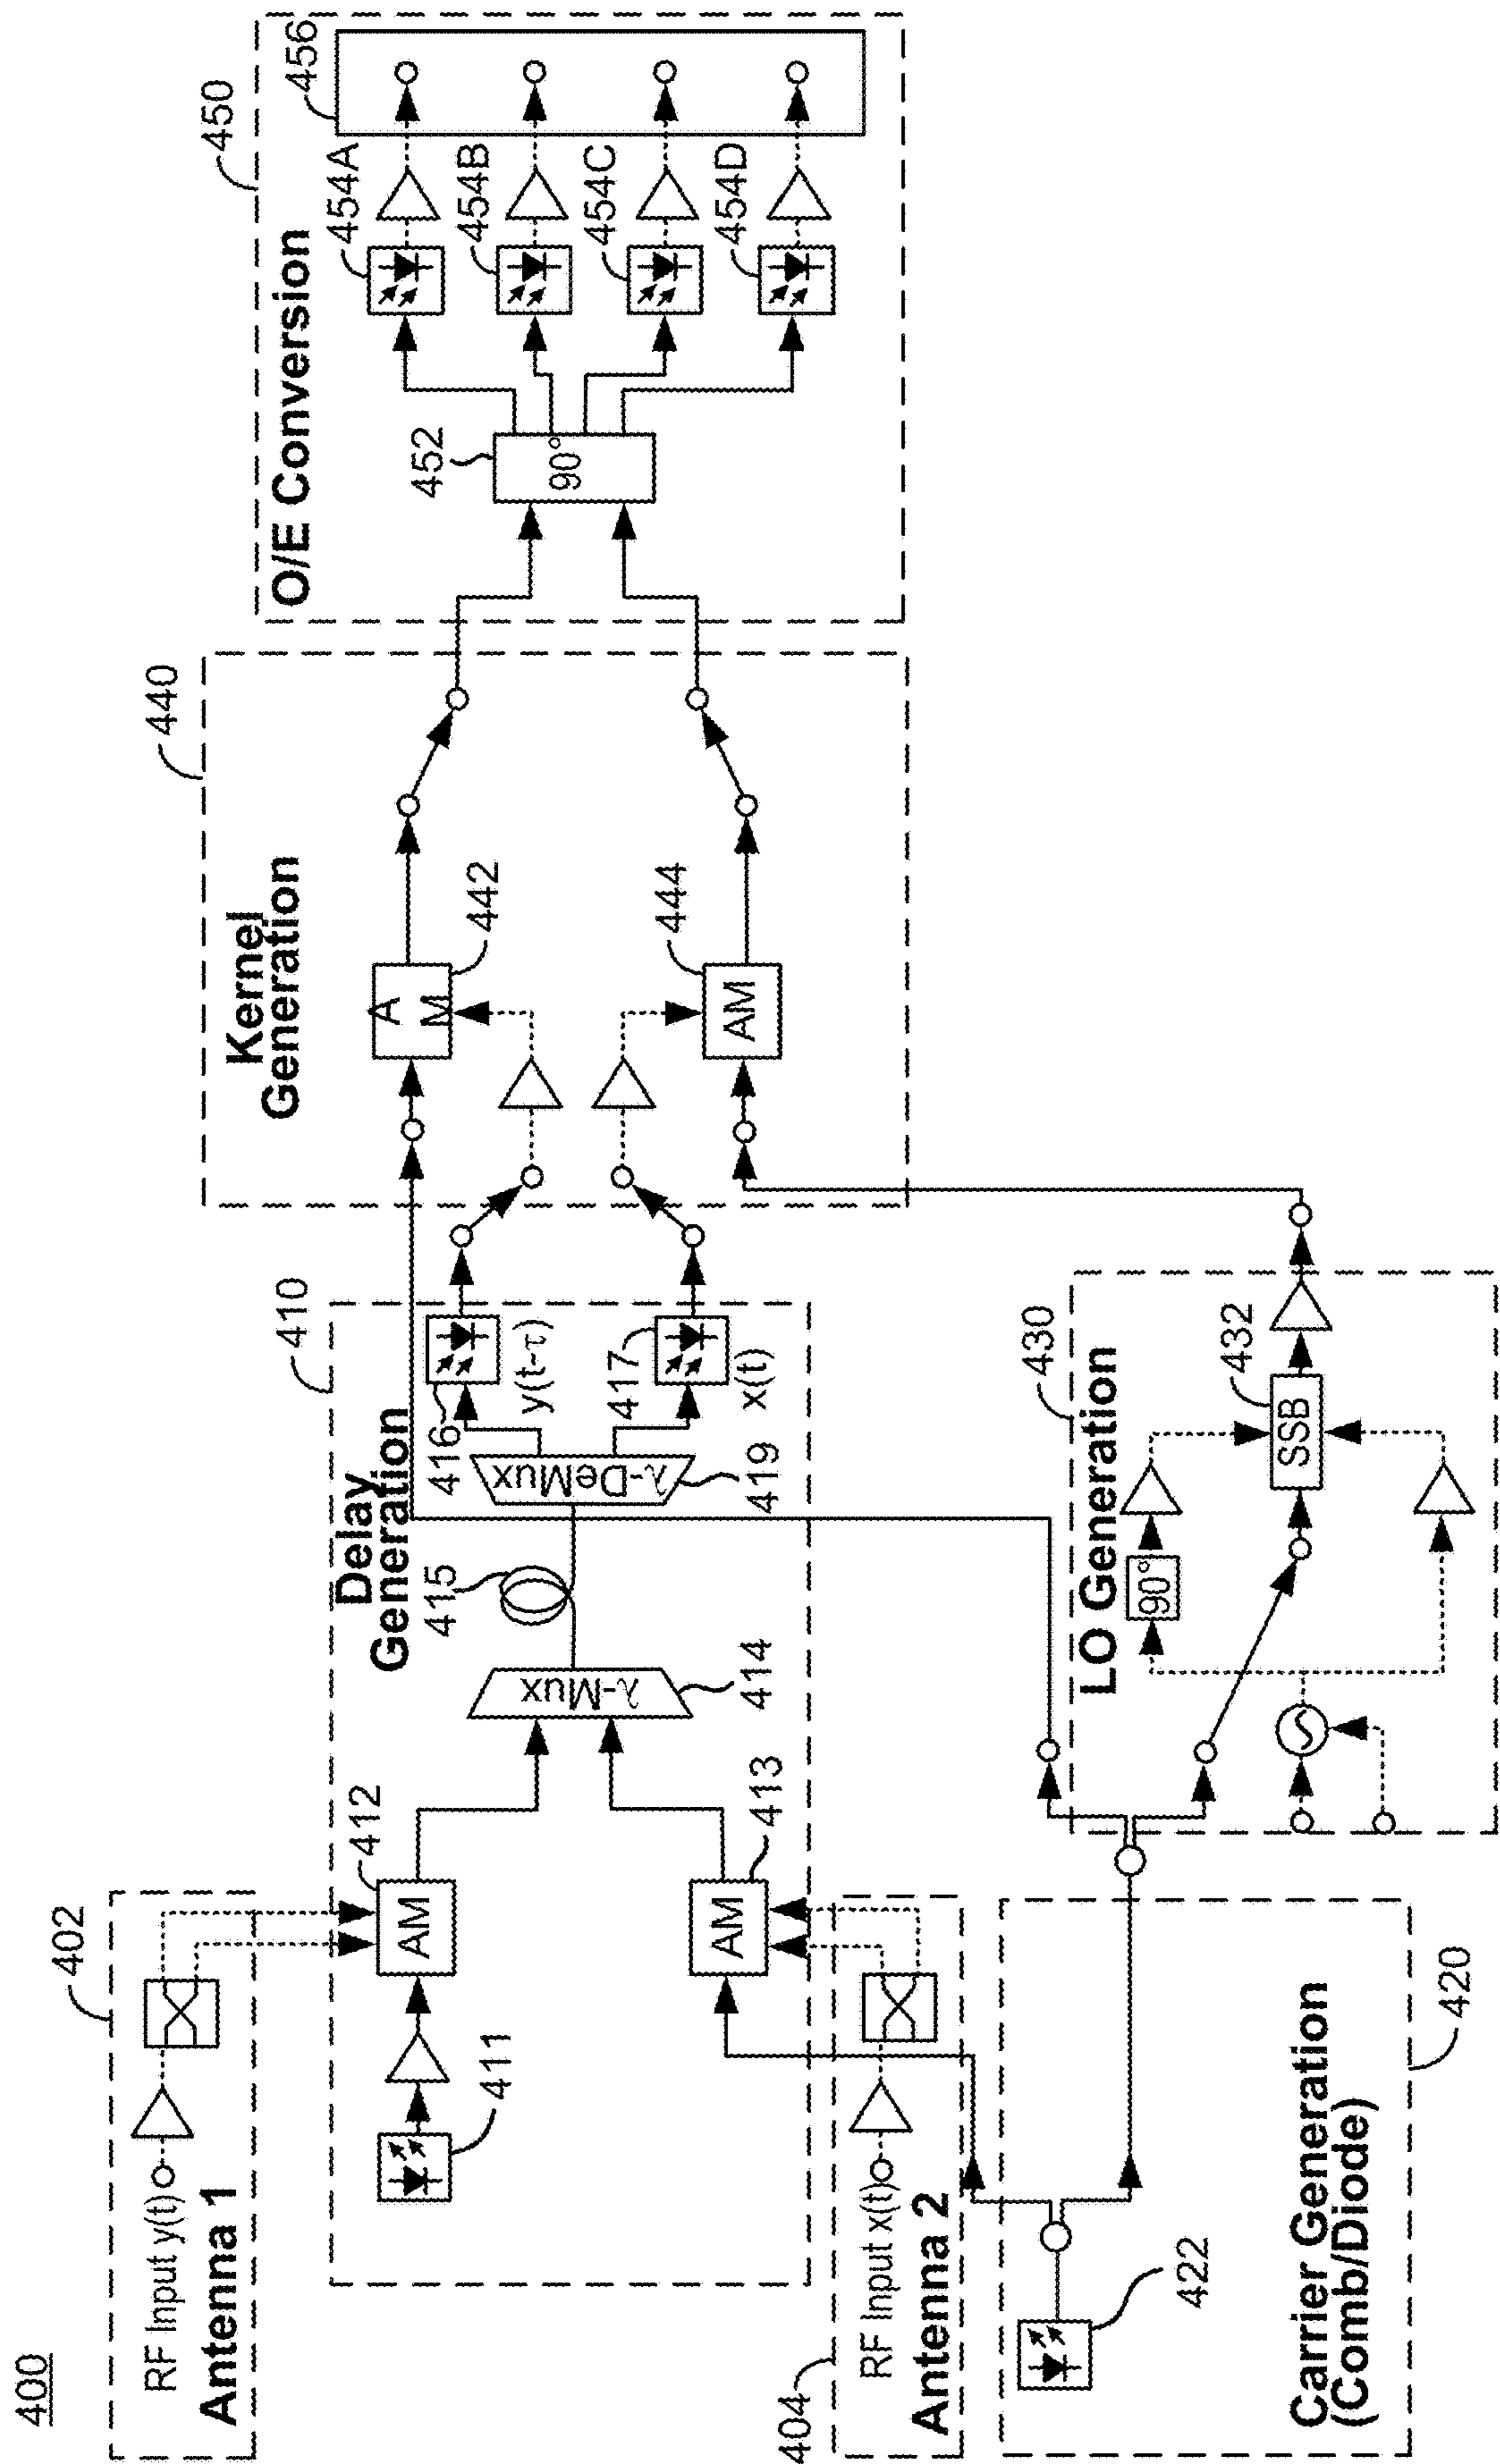 400
402
RF Input y(t)
Antenna 1
404
RF Input x(t)
Antenna 2
410
Delay
Generation
411
412
AM
413
AM
414
λ-Mux
415
λ-DeMux
419
416
y(t-τ)
417
x(t)
420
422
Carrier Generation
(Comb/Diode)
430
LO Generation
90°
432
SSB
440
Kernel
Generation
A
M
442
444
AM
450
O/E Conversion
452
90°
454A
454B
454C
454D
456